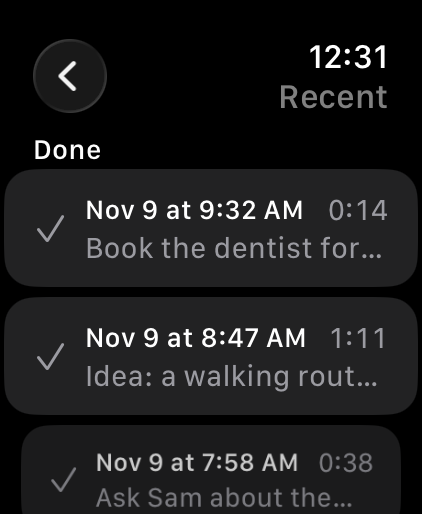 12:31
Recent
Done
Nov 9 at 9:32 AM 0:14
Book the dentist for...
Nov 9 at 8:47 AM 1:11
Idea: a walking rout...
Nov 9 at 7:58 AM 0:38
Ask Sam about the...